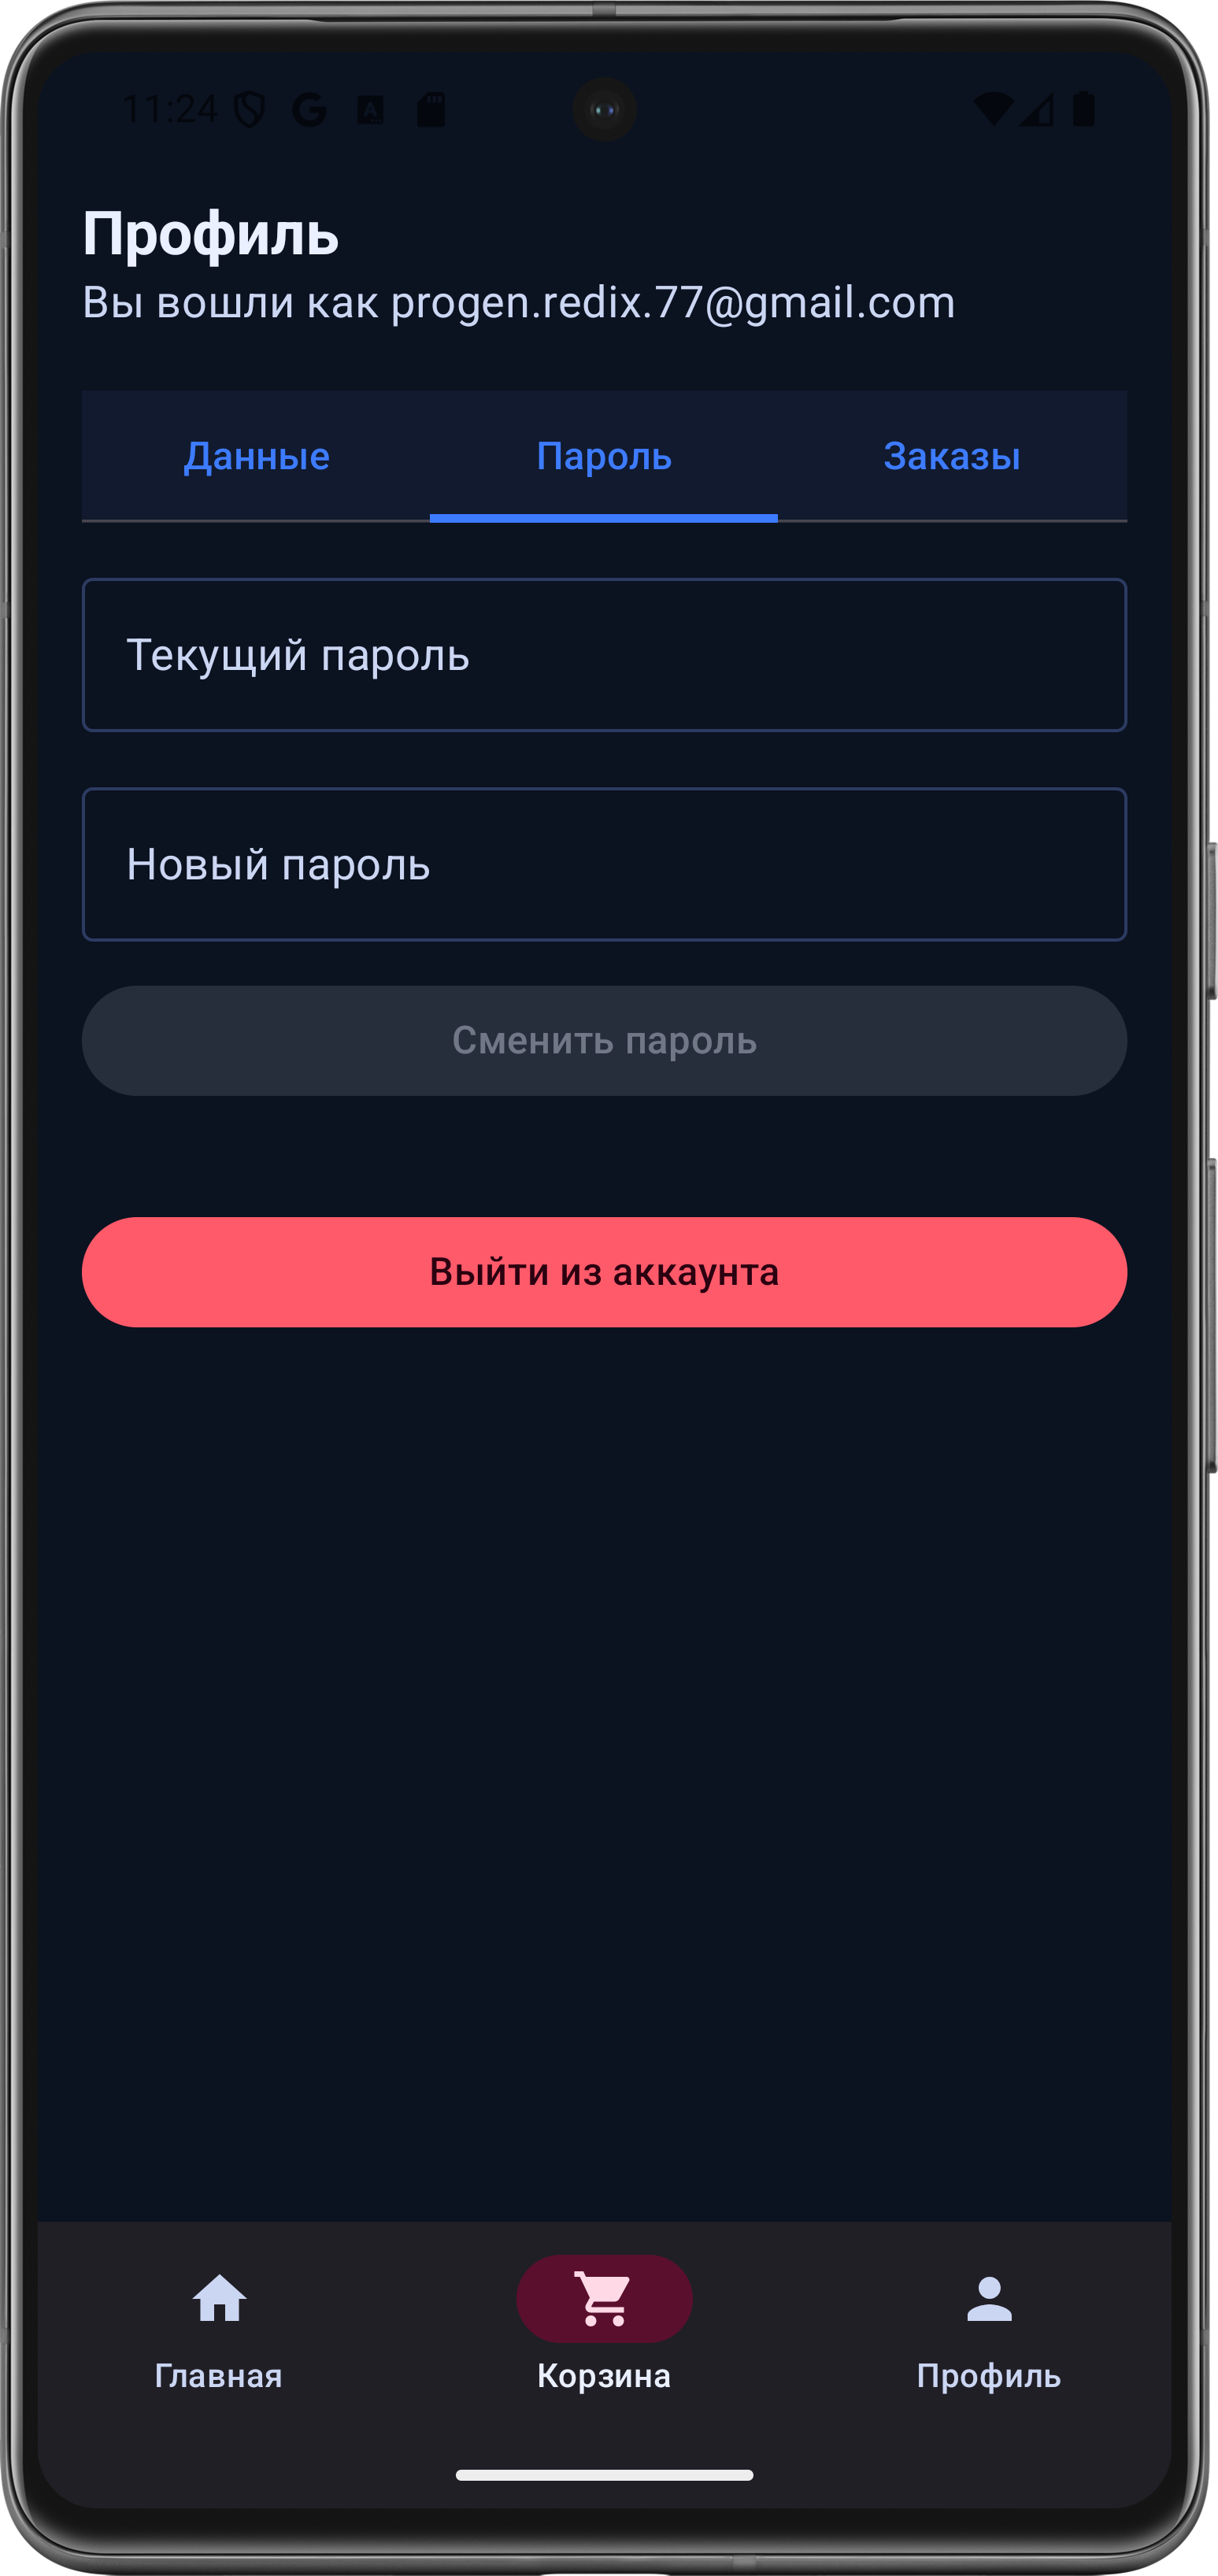 11:24
Профиль
Вы вошли как progen.redix.77@gmail.com
Данные Пароль Заказы
Текущий пароль
Новый пароль
Сменить пароль
Выйти из аккаунта
Главная Корзина Профиль